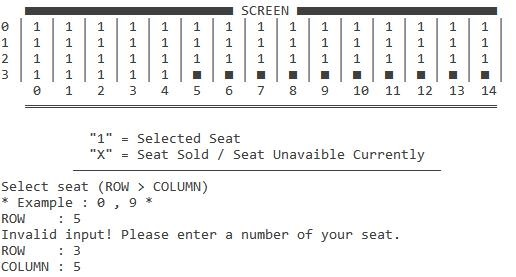 SCREEN
0 | 1 | 1 | 1 | 1 | 1 | 1 | 1 | 1 | 1 | 1 | 1 | 1 | 1 | 1 | 1
1 | 1 | 1 | 1 | 1 | 1 | 1 | 1 | 1 | 1 | 1 | 1 | 1 | 1 | 1 | 1
2 | 1 | 1 | 1 | 1 | 1 | 1 | 1 | 1 | 1 | 1 | 1 | 1 | 1 | 1 | 1
3 | 1 | 1 | 1 | 1 | 1 | ■ | ■ | ■ | ■ | ■ | ■ | ■ | ■ | ■ | ■
0 1 2 3 4 5 6 7 8 9 10 11 12 13 14
"1" = Selected Seat
"X" = Seat Sold / Seat Unavaible Currently
Select seat (ROW > COLUMN)
* Example : 0 , 9 *
ROW : 5
Invalid input! Please enter a number of your seat.
ROW : 3
COLUMN : 5